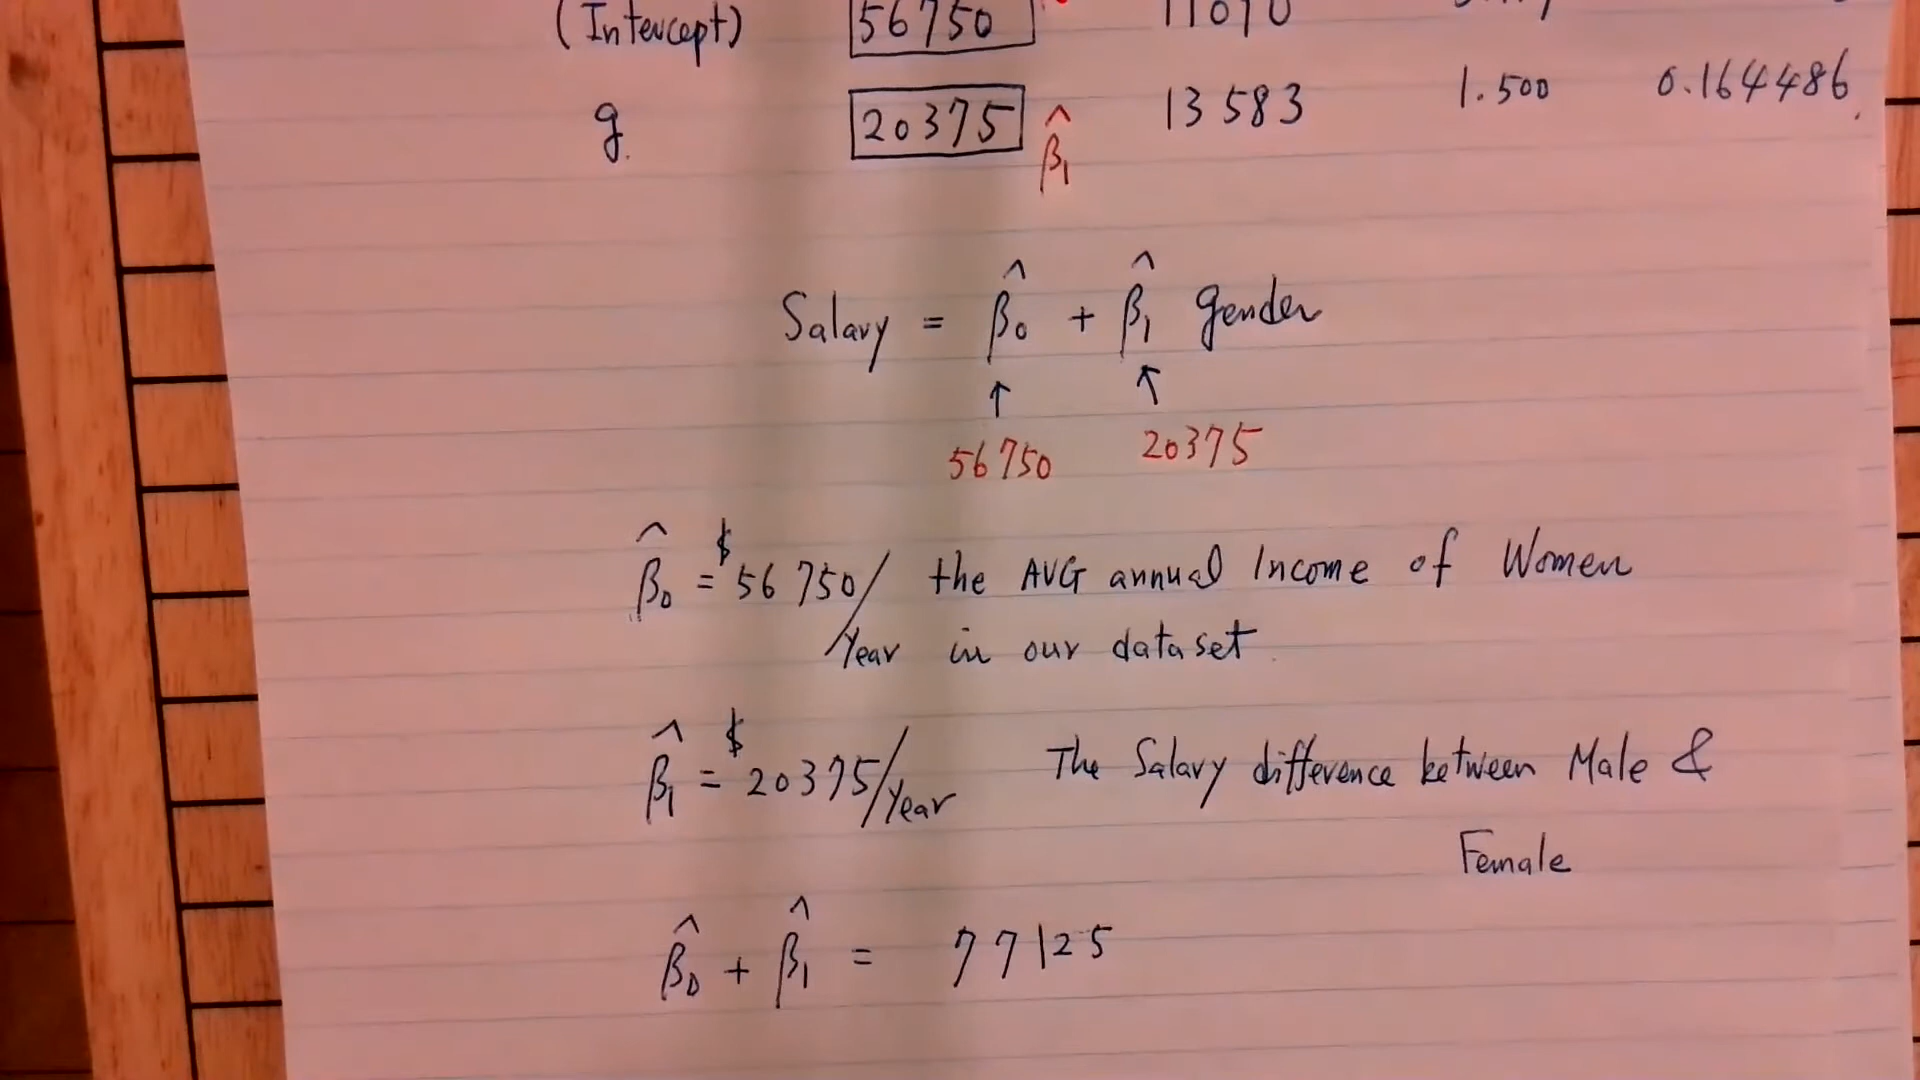 (Intercept) 56750
g 20375 β̂₁ 13583 1.500 0.164486
Salary = β̂₀ + β̂₁ gender
↑ ↑
56750 20375
β̂₀ = $56750/Year the AVG annual Income of Women
in our dataset
β̂₁ = $20375/Year The Salary difference between Male &
Female
β̂₀ + β̂₁ = 77125